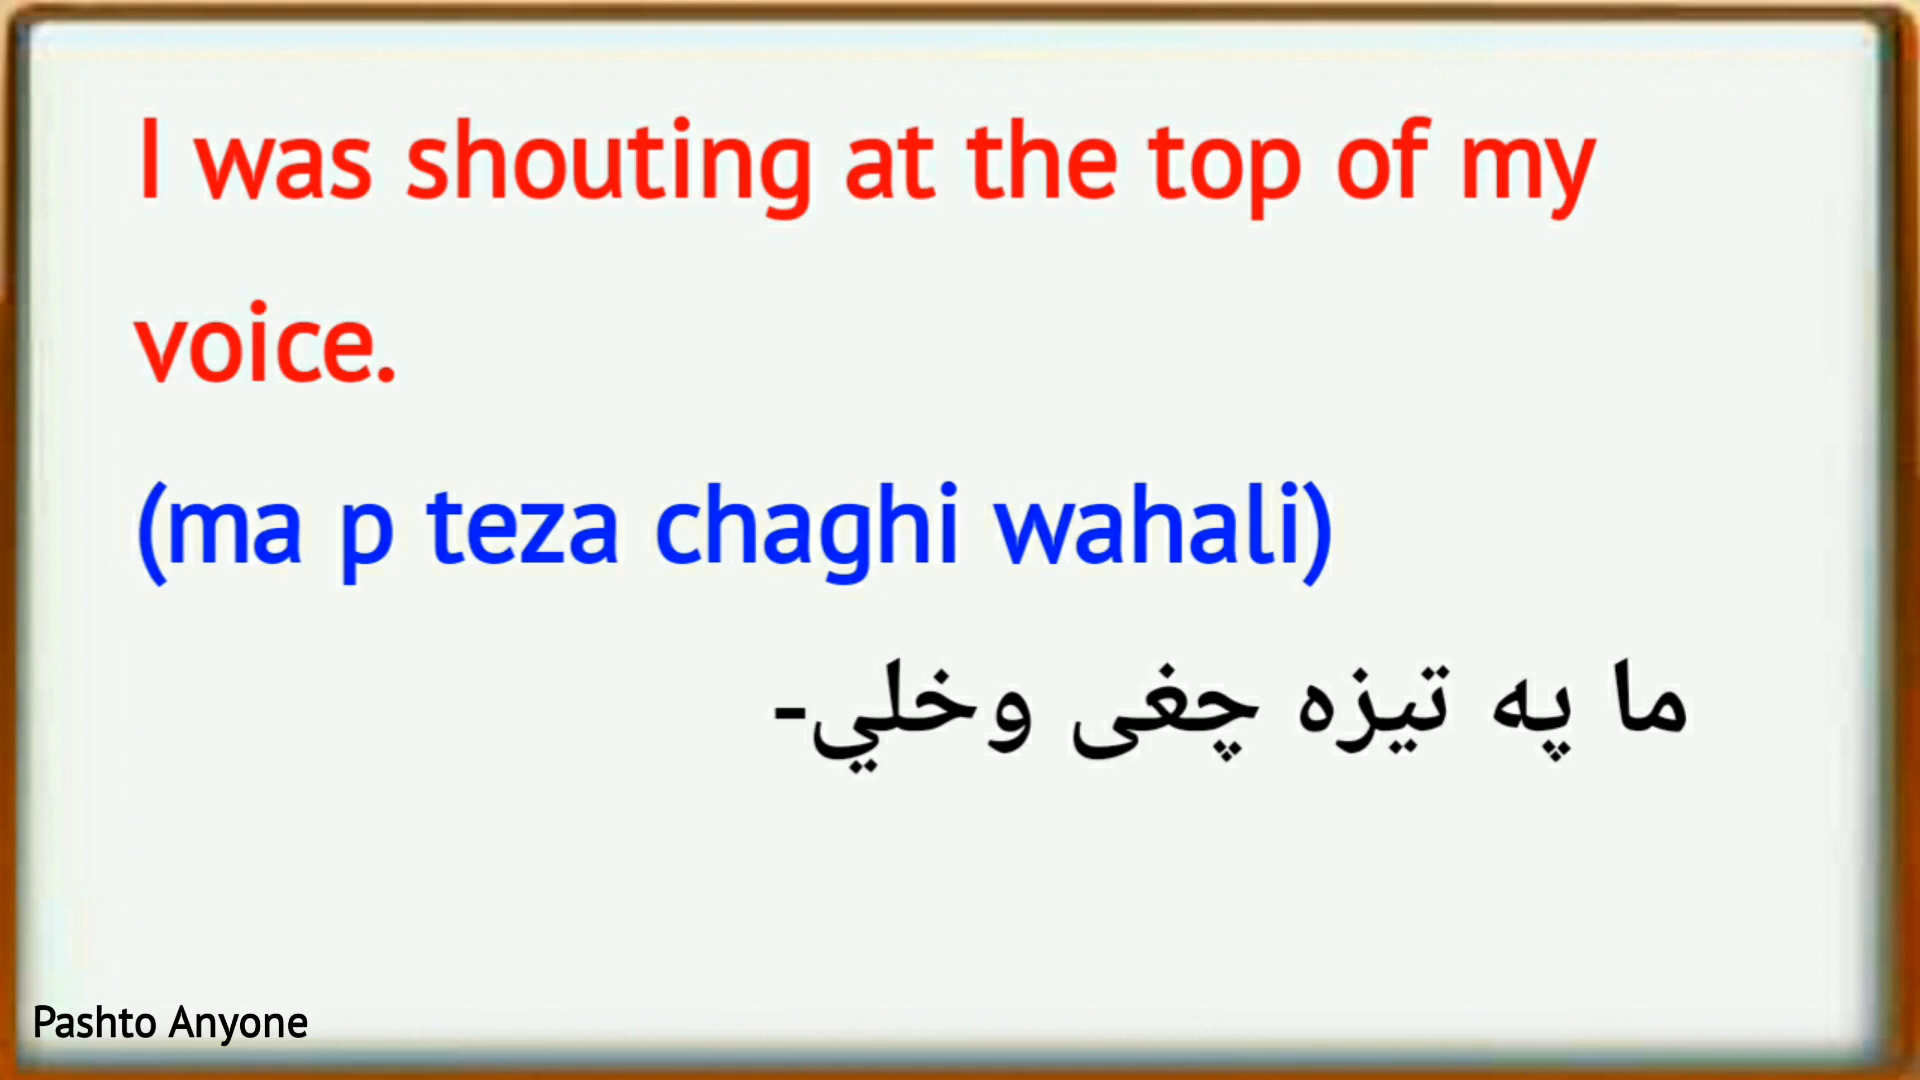 I was shouting at the top of my
voice.
(ma p teza chaghi wahali)
ما په تیزه چغی وخلي-
Pashto Anyone